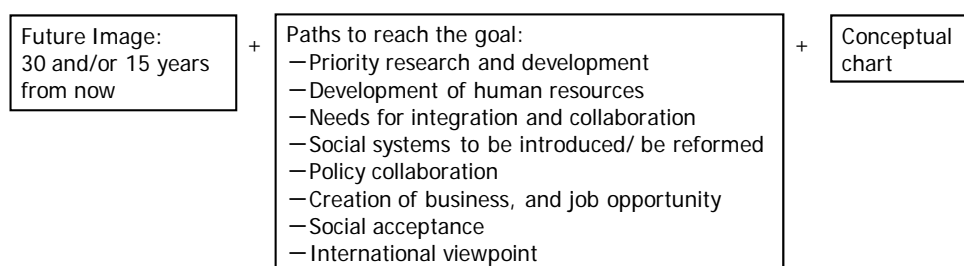 Future Image:
30 and/or 15 years
from now
+
Paths to reach the goal:
—Priority research and development
—Development of human resources
—Needs for integration and collaboration
—Social systems to be introduced/ be reformed
—Policy collaboration
—Creation of business, and job opportunity
—Social acceptance
—International viewpoint
+
Conceptual
chart